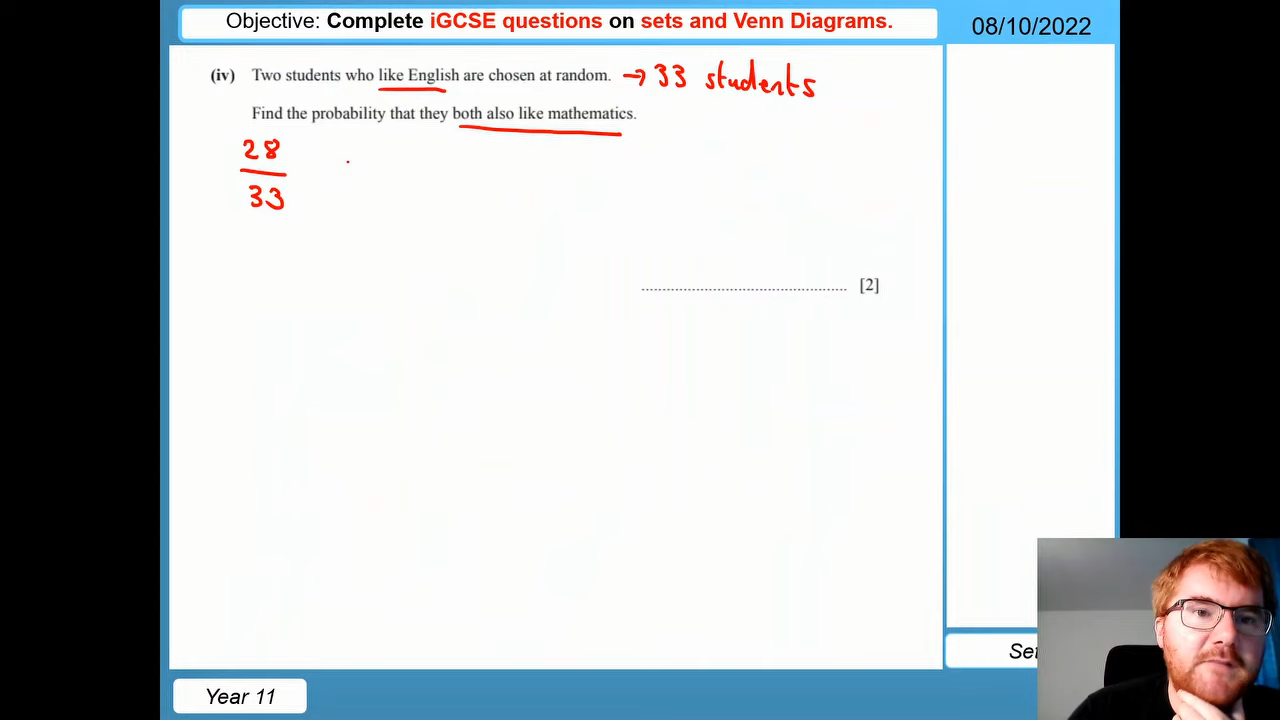 Objective: Complete iGCSE questions on sets and Venn Diagrams.
08/10/2022
(iv) Two students who like English are chosen at random. → 33 students
Find the probability that they both also like mathematics.
28
33
.................................................. [2]
Set
Year 11